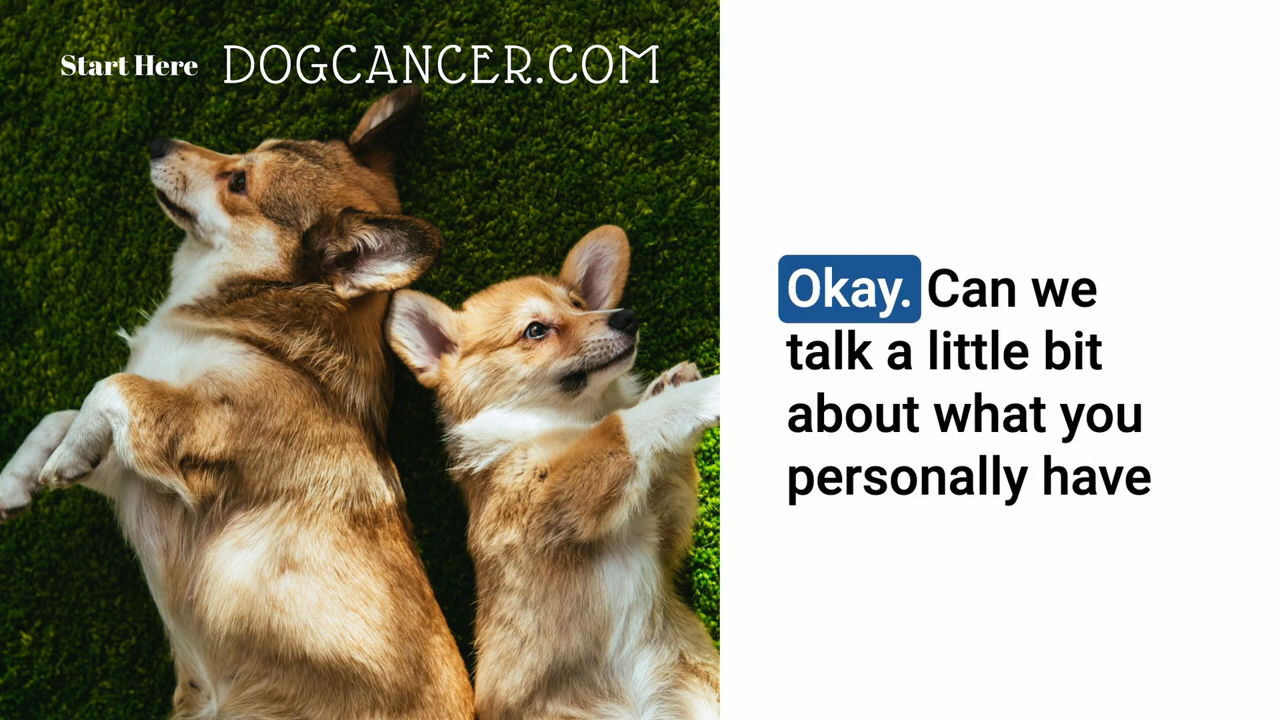 Start Here DOGCANCER.COM
Okay. Can we
talk a little bit
about what you
personally have